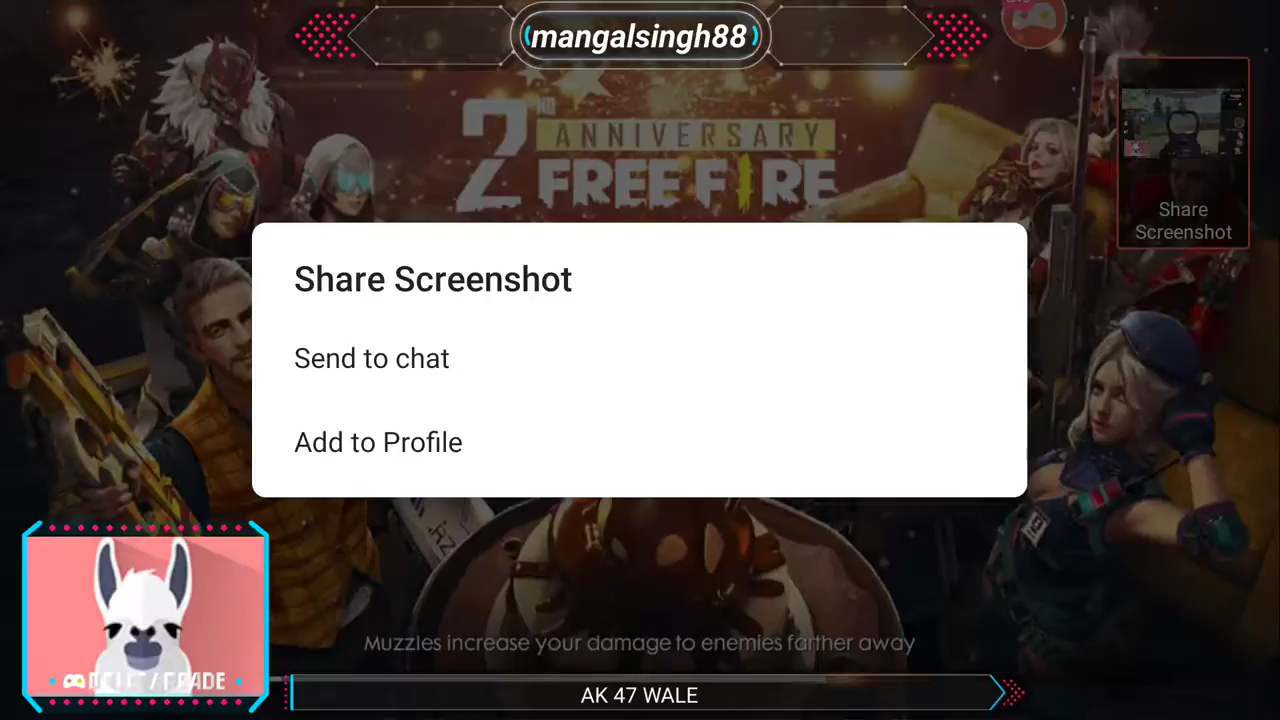 mangalsingh88
2ND
ANNIVERSARY
FREE FIRE
Share
Screenshot
Share Screenshot
Send to chat
Add to Profile
Muzzles increase your damage to enemies farther away
AK 47 WALE